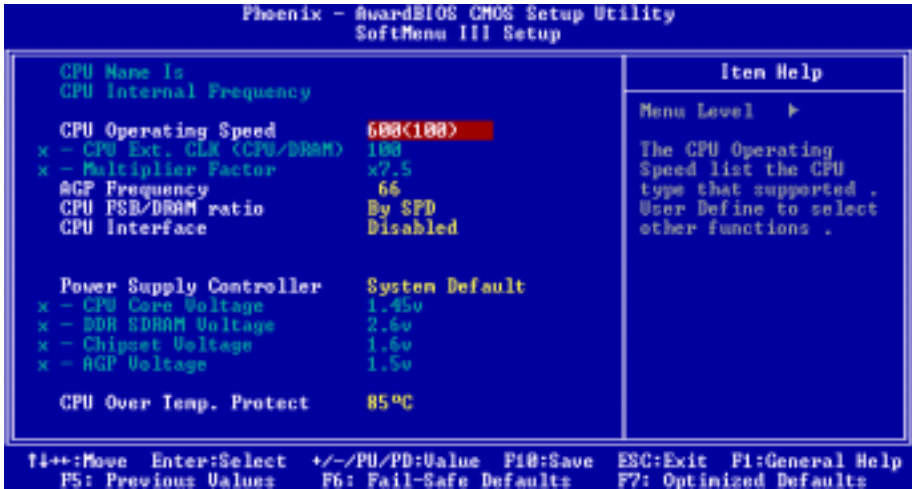 Phoenix - AwardBIOS CMOS Setup Utility
SoftMenu III Setup
CPU Name Is
CPU Internal Frequency
CPU Operating Speed 600(100)
x - CPU Ext. CLK (CPU/DRAM) 100
x - Multiplier Factor x7.5
AGP Frequency 66
CPU FSB/DRAM ratio By SPD
CPU Interface Disabled
Power Supply Controller System Default
x - CPU Core Voltage 1.45v
x - DDR SDRAM Voltage 2.6v
x - Chipset Voltage 1.6v
x - AGP Voltage 1.5v
CPU Over Temp. Protect 85°C
Item Help
Menu Level ▶
The CPU Operating
Speed list the CPU
type that supported .
User Define to select
other functions .
↑↓→←:Move Enter:Select +/-/PU/PD:Value F10:Save ESC:Exit F1:General Help
F5: Previous Values F6: Fail-Safe Defaults F7: Optimized Defaults